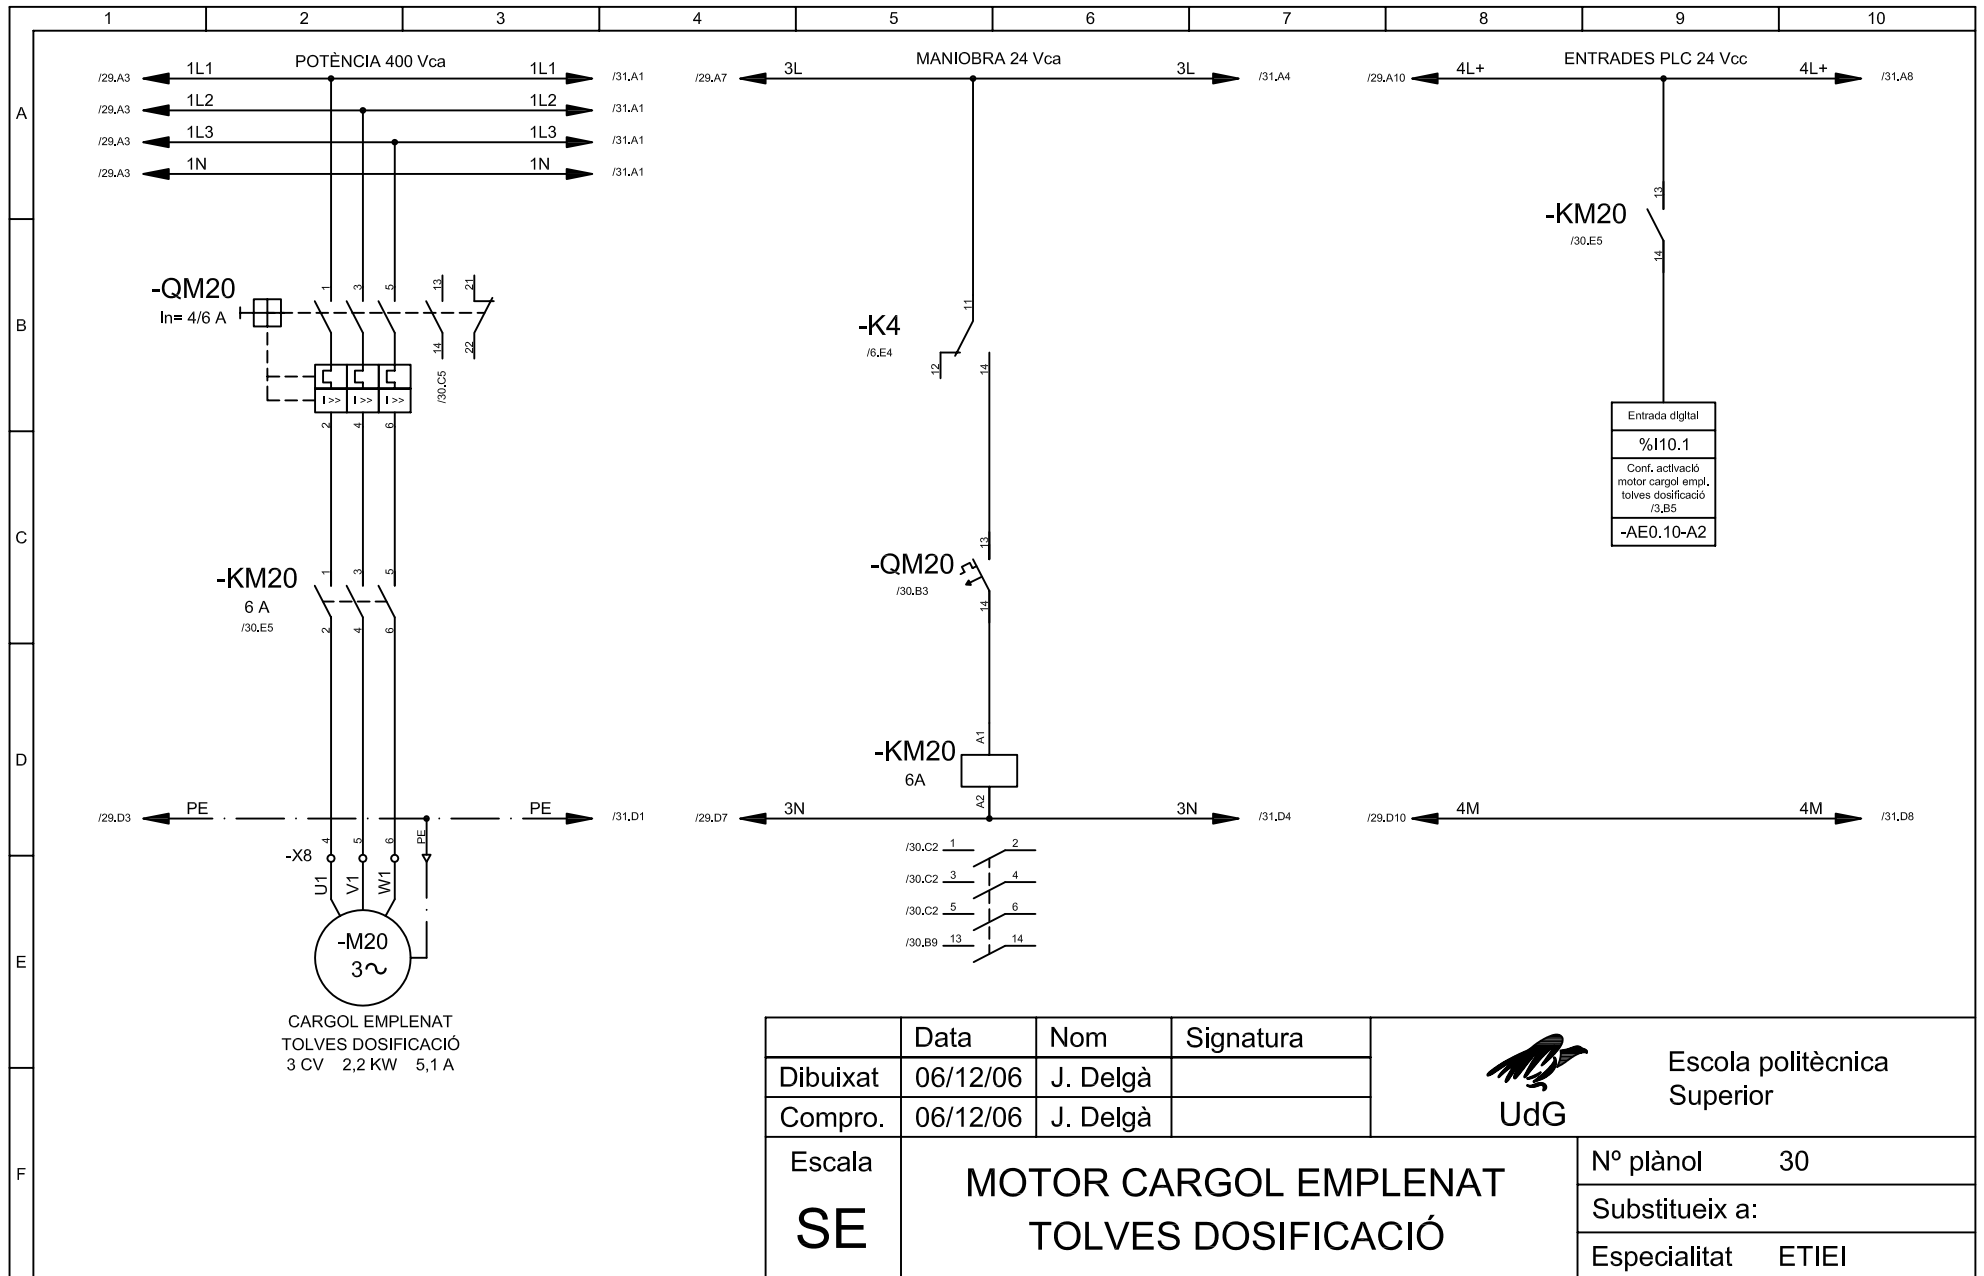 1 2 3 4 5 6 7 8 9 10
A
B
C
D
E
F
POTÈNCIA 400 Vca
/29.A3 1L1 1L1 /31.A1
/29.A3 1L2 1L2 /31.A1
/29.A3 1L3 1L3 /31.A1
/29.A3 1N 1N /31.A1
-QM20
In= 4/6 A
1 3 5 13 21
14 22
/30.C5
I >> I >> I >>
2 4 6
-KM20
6 A
/30.E5
1 3 5
2 4 6
/29.D3 PE PE /31.D1
-X8
4 5 6 PE
U1 V1 W1
-M20
3~
CARGOL EMPLENAT
TOLVES DOSIFICACIÓ
3 CV 2,2 KW 5,1 A
MANIOBRA 24 Vca
/29.A7 3L 3L /31.A4
-K4
/6.E4
11
12 14
-QM20
/30.B3
13
14
-KM20
6A
A1
A2
/29.D7 3N 3N /31.D4
/30.C2 1 2
/30.C2 3 4
/30.C2 5 6
/30.B9 13 14
ENTRADES PLC 24 Vcc
/29.A10 4L+ 4L+ /31.A8
-KM20
/30.E5
13
14
Entrada digital
%I10.1
Conf. activació
motor cargol empl.
tolves dosificació
/3.B5
-AE0.10-A2
/29.D10 4M 4M /31.D8
Data Nom Signatura
Dibuixat 06/12/06 J. Delgà
Compro. 06/12/06 J. Delgà
UdG
Escola politècnica
Superior
Escala
SE
MOTOR CARGOL EMPLENAT
TOLVES DOSIFICACIÓ
Nº plànol 30
Substitueix a:
Especialitat ETIEI